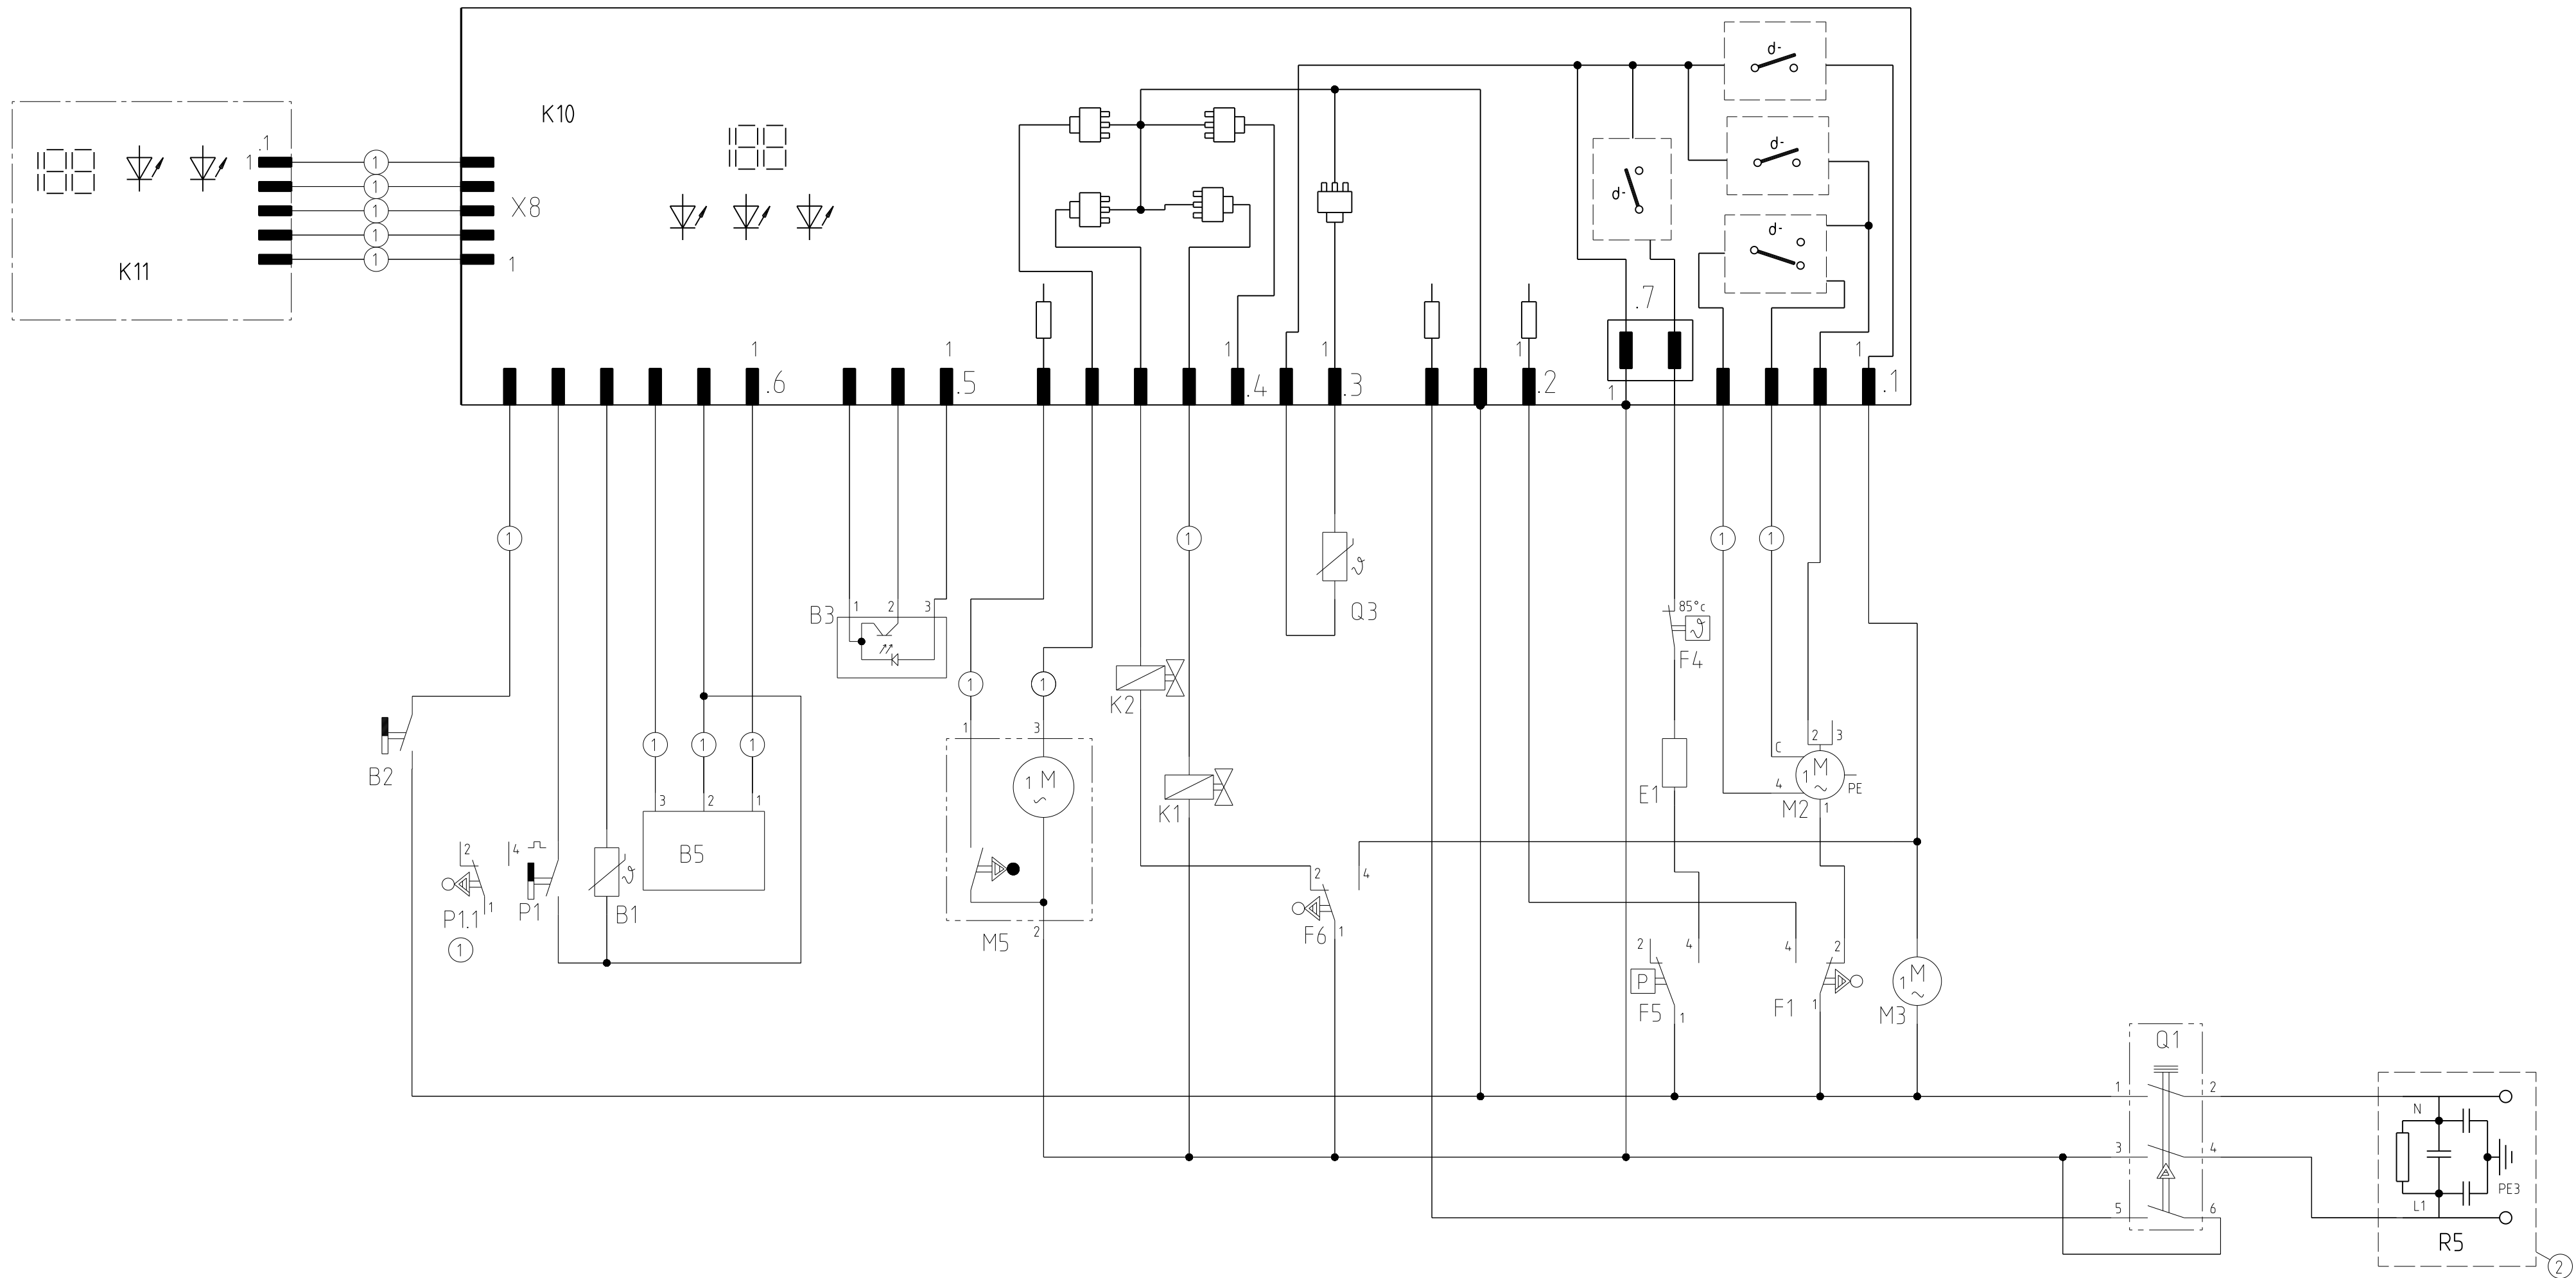 K10
d-
d-
d-
d-
.1
1 1
1
1
1
1
X8
1
K11
.7
1 .6
1 .5
1 .4
1 .3
1 .2
1
1 .1
1
1
1
1
B3 1 2 3
ϑ
Q3
85°c
ϑ
F4
1
1
K2
B2
1 1 1
3 2 1
B5
1 3
1 M
~
M5
2
K1
E1
2 3
C
4
1 M
~
PE
M2 1
2
P1.1 1
1
4
P1
ϑ
B1
2 4
F6 1
2 4
P
F5 1
4 2
F1 1
1 M
~
M3
Q1
1 2
3 4
5 6
N
L1
PE3
R5
2